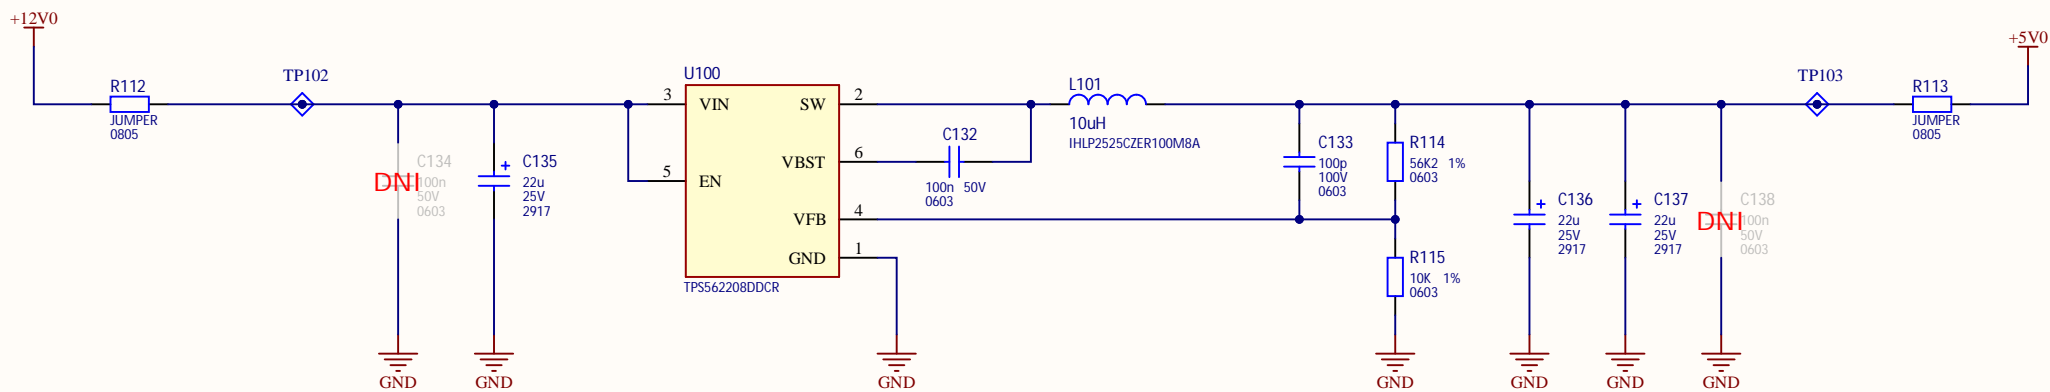 +12V0
R112
JUMPER
0805
TP102
DNI
C134
100n
50V
0603
GND
+
C135
22u
25V
2917
GND
U100
3 VIN
5 EN
SW 2
VBST 6
VFB 4
GND 1
TPS562208DDCR
GND
C132
100n 50V
0603
L101
10uH
IHLP2525CZER100M8A
C133
100p
100V
0603
R114
56K2 1%
0603
R115
10K 1%
0603
GND
+
C136
22u
25V
2917
GND
+
C137
22u
25V
2917
GND
DNI
C138
100n
50V
0603
GND
TP103
R113
JUMPER
0805
+5V0